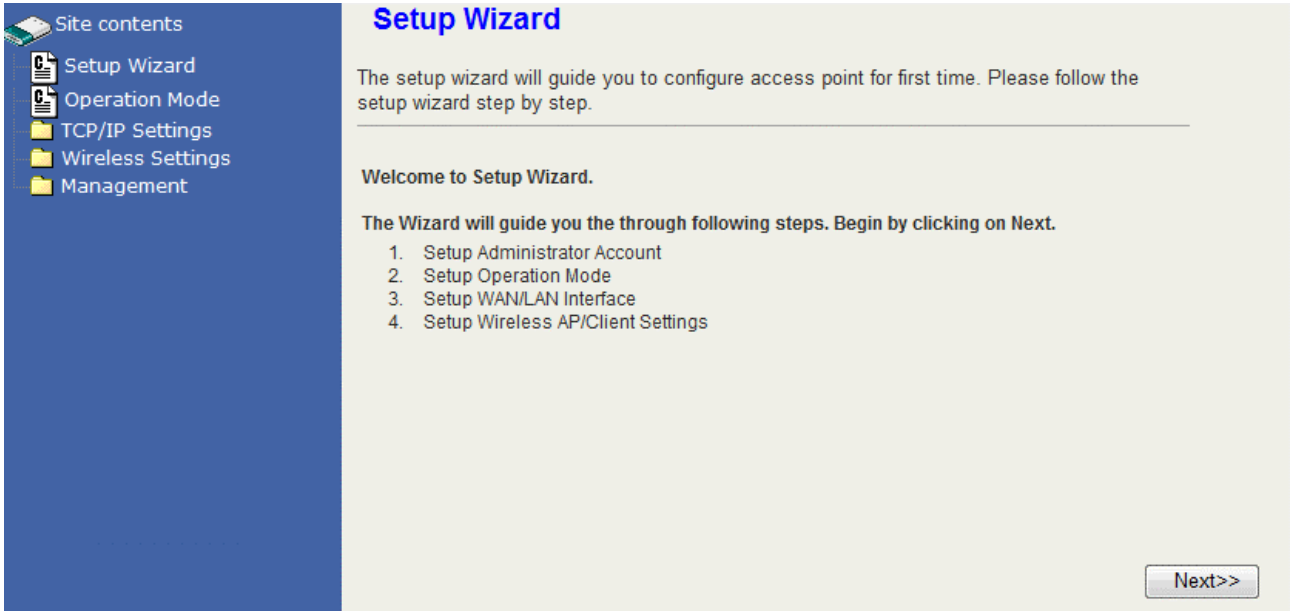 Site contents
Setup Wizard
Operation Mode
TCP/IP Settings
Wireless Settings
Management
Setup Wizard
The setup wizard will guide you to configure access point for first time. Please follow the
setup wizard step by step.
Welcome to Setup Wizard.
The Wizard will guide you the through following steps. Begin by clicking on Next.
1. Setup Administrator Account
2. Setup Operation Mode
3. Setup WAN/LAN Interface
4. Setup Wireless AP/Client Settings
Next>>